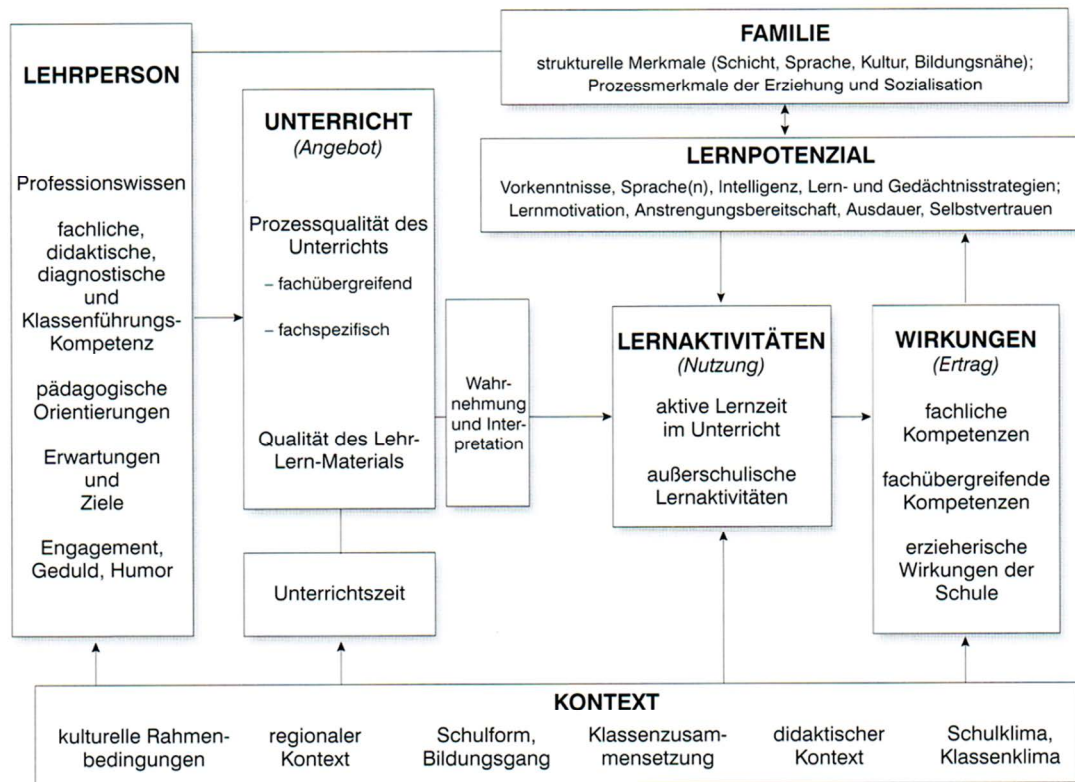 LEHRPERSON
Professionswissen
fachliche,
didaktische,
diagnostische
und
Klassenführungs-
Kompetenz
pädagogische
Orientierungen
Erwartungen
und
Ziele
Engagement,
Geduld, Humor
UNTERRICHT
(Angebot)
Prozessqualität des
Unterrichts
– fachübergreifend
– fachspezifisch
Qualität des Lehr-
Lern-Materials
Unterrichtszeit
Wahr-
nehmung
und Inter-
pretation
FAMILIE
strukturelle Merkmale (Schicht, Sprache, Kultur, Bildungsnähe);
Prozessmerkmale der Erziehung und Sozialisation
LERNPOTENZIAL
Vorkenntnisse, Sprache(n), Intelligenz, Lern- und Gedächtnisstrategien;
Lernmotivation, Anstrengungsbereitschaft, Ausdauer, Selbstvertrauen
LERNAKTIVITÄTEN
(Nutzung)
aktive Lernzeit
im Unterricht
außerschulische
Lernaktivitäten
WIRKUNGEN
(Ertrag)
fachliche
Kompetenzen
fachübergreifende
Kompetenzen
erzieherische
Wirkungen der
Schule
KONTEXT
kulturelle Rahmen-
bedingungen
regionaler
Kontext
Schulform,
Bildungsgang
Klassenzusam-
mensetzung
didaktischer
Kontext
Schulklima,
Klassenklima